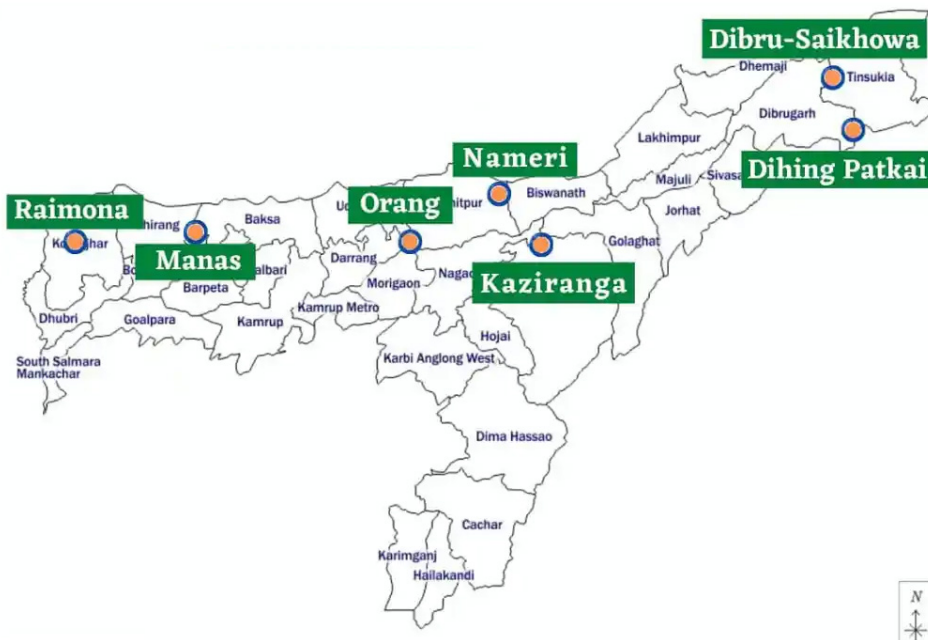 Dibru-Saikhowa
Dhemaji
Tinsukia
Dibrugarh
Lakhimpur
Dihing Patkai
Nameri
Majuli
Biswanath
Jorhat
Orang
Raimona
Baksa
Golaghat
Manas
Darrang
Kaziranga
Morigaon
Barpeta
Kamrup Metro
Dhubri
Goalpara
Kamrup
Hojai
South Salmara
Mankachar
Karbi Anglong West
Dima Hassao
Cachar
Karimganj
Hailakandi
N